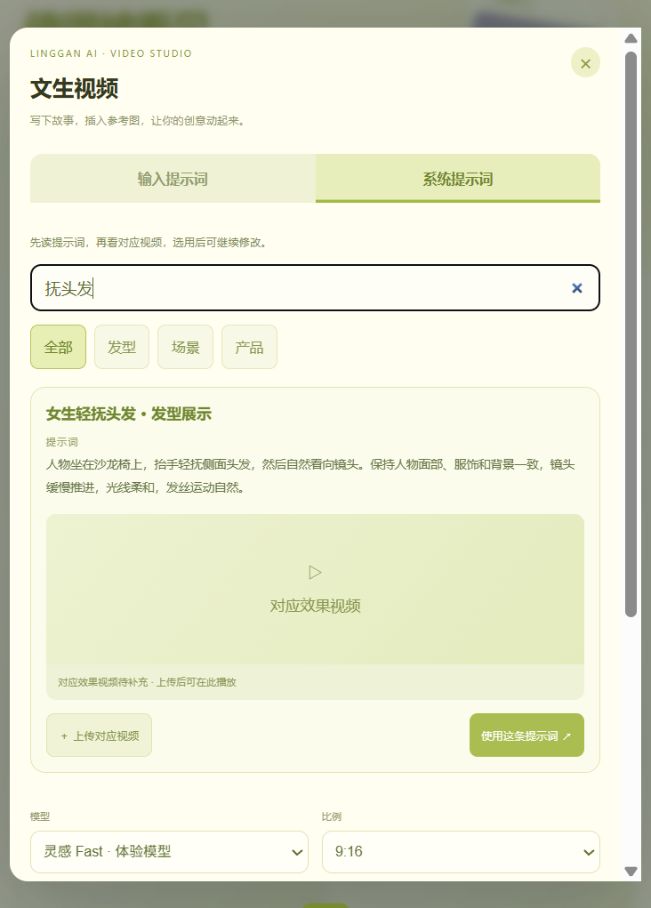 LINGGAN AI · VIDEO STUDIO
文生视频
写下故事，插入参考图，让你的创意动起来。
输入提示词
系统提示词
先读提示词，再看对应视频，选用后可继续修改。
抚头发
全部
发型
场景
产品
女生轻抚头发 · 发型展示
提示词
人物坐在沙龙椅上，抬手轻抚侧面头发，然后自然看向镜头。保持人物面部、服饰和背景一致，镜头
缓慢推进，光线柔和，发丝运动自然。
对应效果视频
对应效果视频待补充 · 上传后可在此播放
+ 上传对应视频
使用这条提示词 ↗
模型
比例
灵感 Fast · 体验模型
9:16